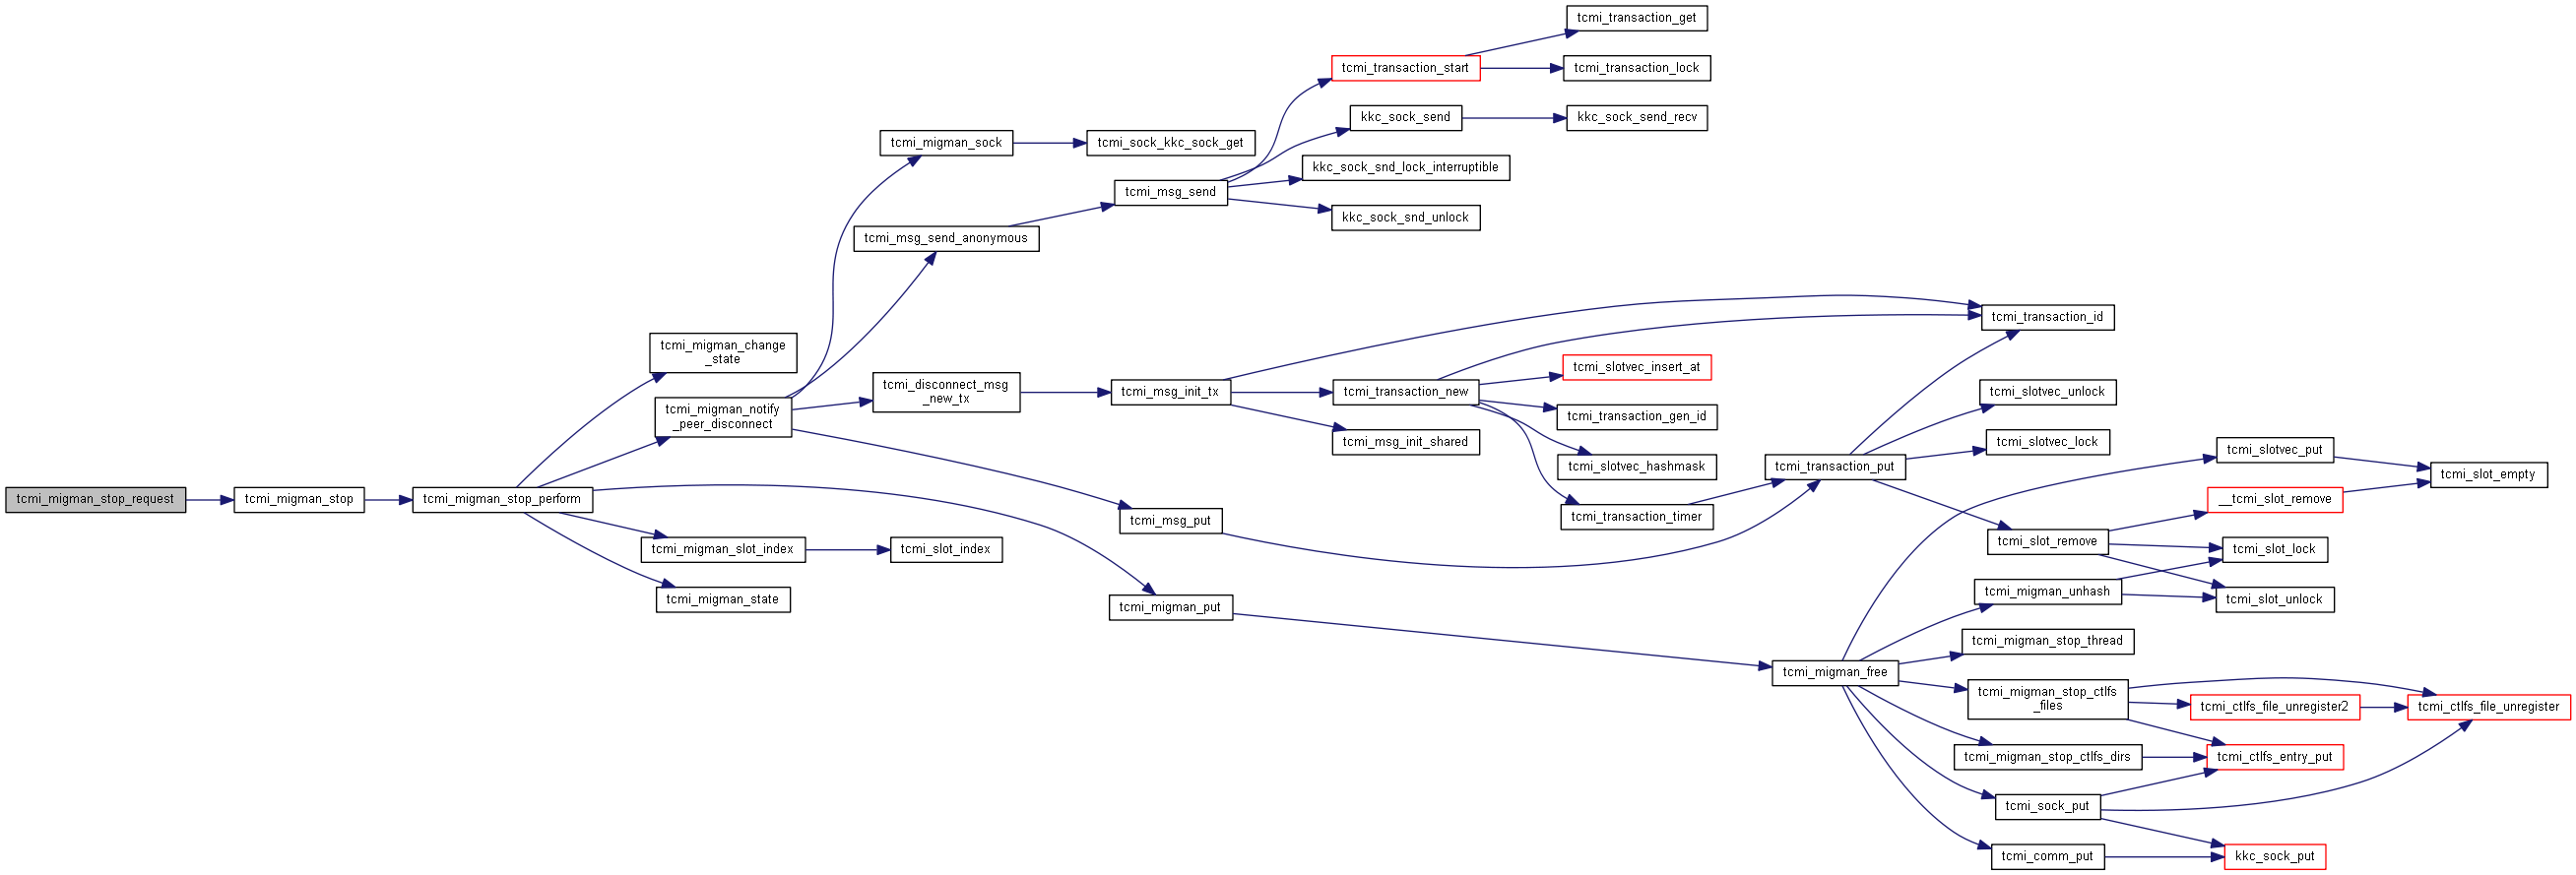 tcmi_transaction_get
tcmi_transaction_start
tcmi_transaction_lock
kkc_sock_send
kkc_sock_send_recv
tcmi_migman_sock
tcmi_sock_kkc_sock_get
kkc_sock_snd_lock_interruptible
tcmi_msg_send
kkc_sock_snd_unlock
tcmi_msg_send_anonymous
tcmi_transaction_id
tcmi_migman_change
_state
tcmi_slotvec_insert_at
tcmi_disconnect_msg
_new_tx
tcmi_msg_init_tx
tcmi_transaction_new
tcmi_slotvec_unlock
tcmi_migman_notify
_peer_disconnect
tcmi_transaction_gen_id
tcmi_msg_init_shared
tcmi_slotvec_lock
tcmi_slotvec_put
tcmi_slotvec_hashmask
tcmi_transaction_put
tcmi_slot_empty
tcmi_migman_stop_request
tcmi_migman_stop
tcmi_migman_stop_perform
__tcmi_slot_remove
tcmi_transaction_timer
tcmi_msg_put
tcmi_slot_remove
tcmi_migman_slot_index
tcmi_slot_index
tcmi_slot_lock
tcmi_migman_unhash
tcmi_migman_state
tcmi_slot_unlock
tcmi_migman_put
tcmi_migman_stop_thread
tcmi_migman_free
tcmi_migman_stop_ctlfs
_files
tcmi_ctlfs_file_unregister2
tcmi_ctlfs_file_unregister
tcmi_migman_stop_ctlfs_dirs
tcmi_ctlfs_entry_put
tcmi_sock_put
tcmi_comm_put
kkc_sock_put